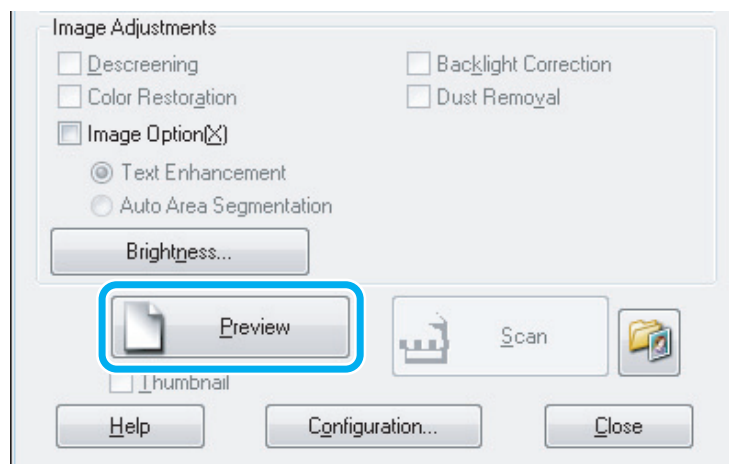 Image Adjustments
Descreening
Backlight Correction
Color Restoration
Dust Removal
Image Option(X)
Text Enhancement
Auto Area Segmentation
Brightness...
Preview
Scan
Thumbnail
Help
Configuration...
Close